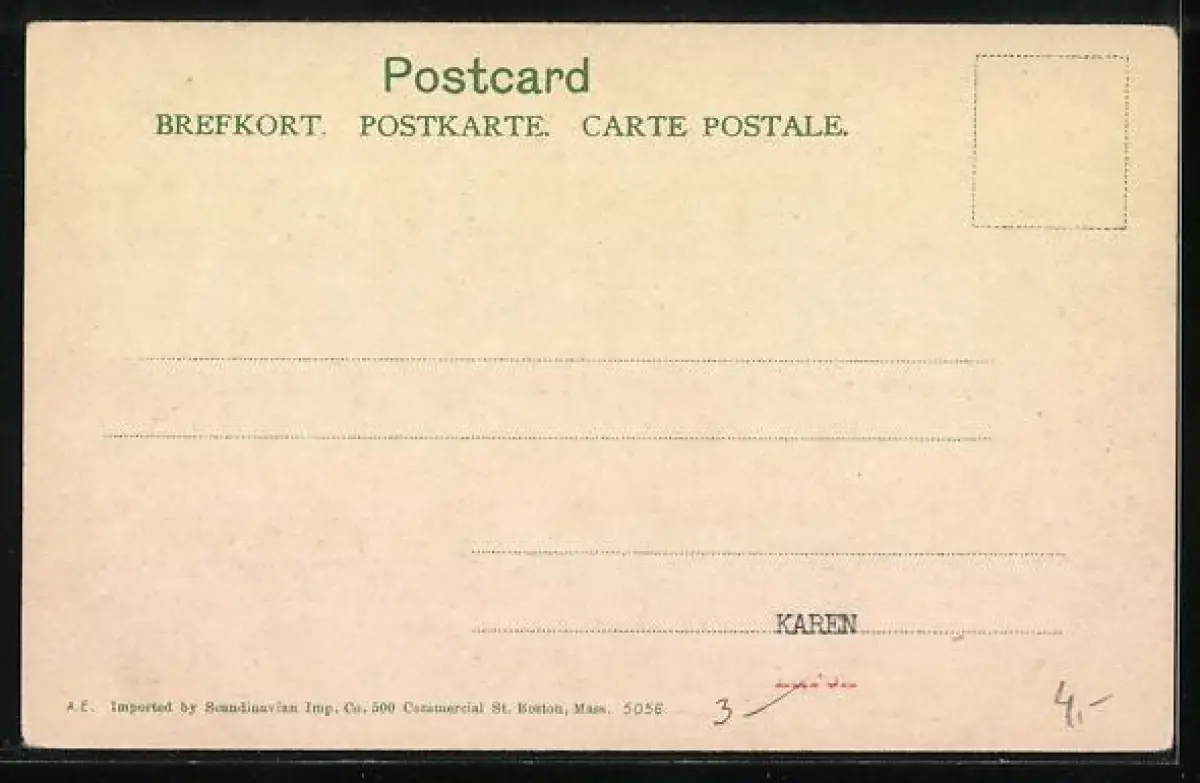 Postcard
BREFKORT. POSTKARTE. CARTE POSTALE.
KAREN
A.E. Imported by Scandinavian Imp. Co, 500 Commercial St. Boston, Mass. 5056
3-
4,-